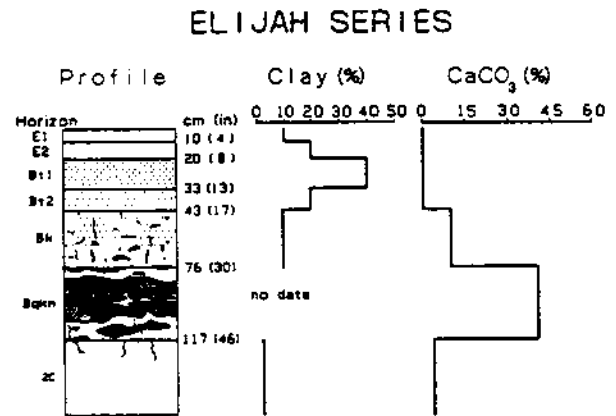 ELIJAH SERIES
Profile
Clay (%)
CaCO3 (%)
Horizon
cm (in)
0 10 20 30 40 50
0 15 30 45 60
E1
10 (4)
E2
20 (8)
Bt1
33 (13)
Bt2
43 (17)
Bk
76 (30)
Bqkm
no data
117 (46)
2C